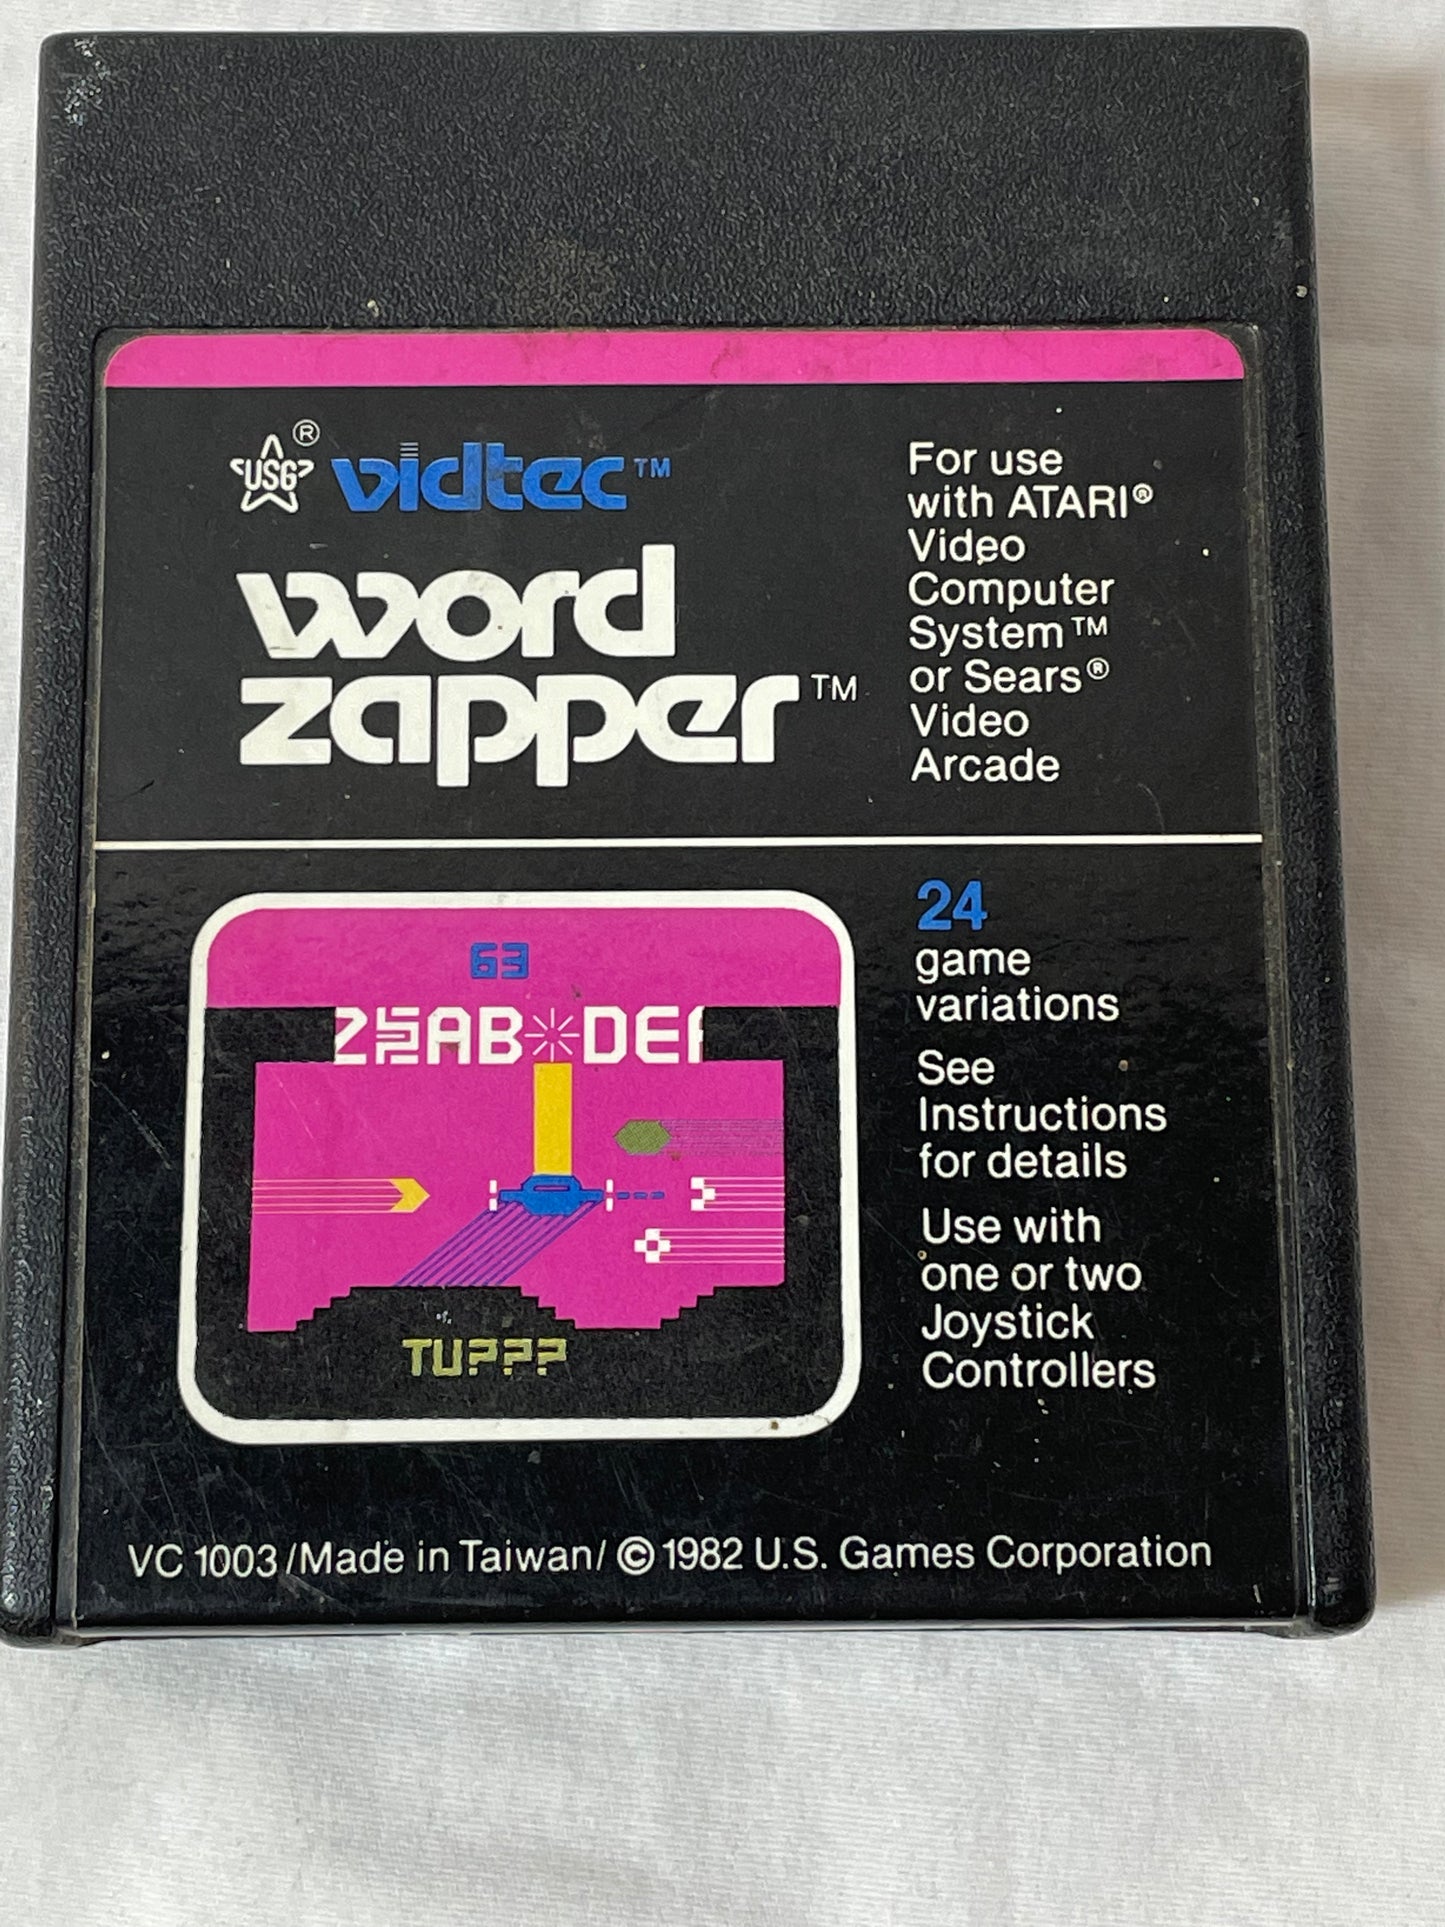 USG® vidtec™
word
zapper™
For use
with ATARI®
Video
Computer
System™
or Sears®
Video
Arcade
63
AB DE
TU???
24
game
variations
See
Instructions
for details
Use with
one or two
Joystick
Controllers
VC 1003/Made in Taiwan/ © 1982 U.S. Games Corporation